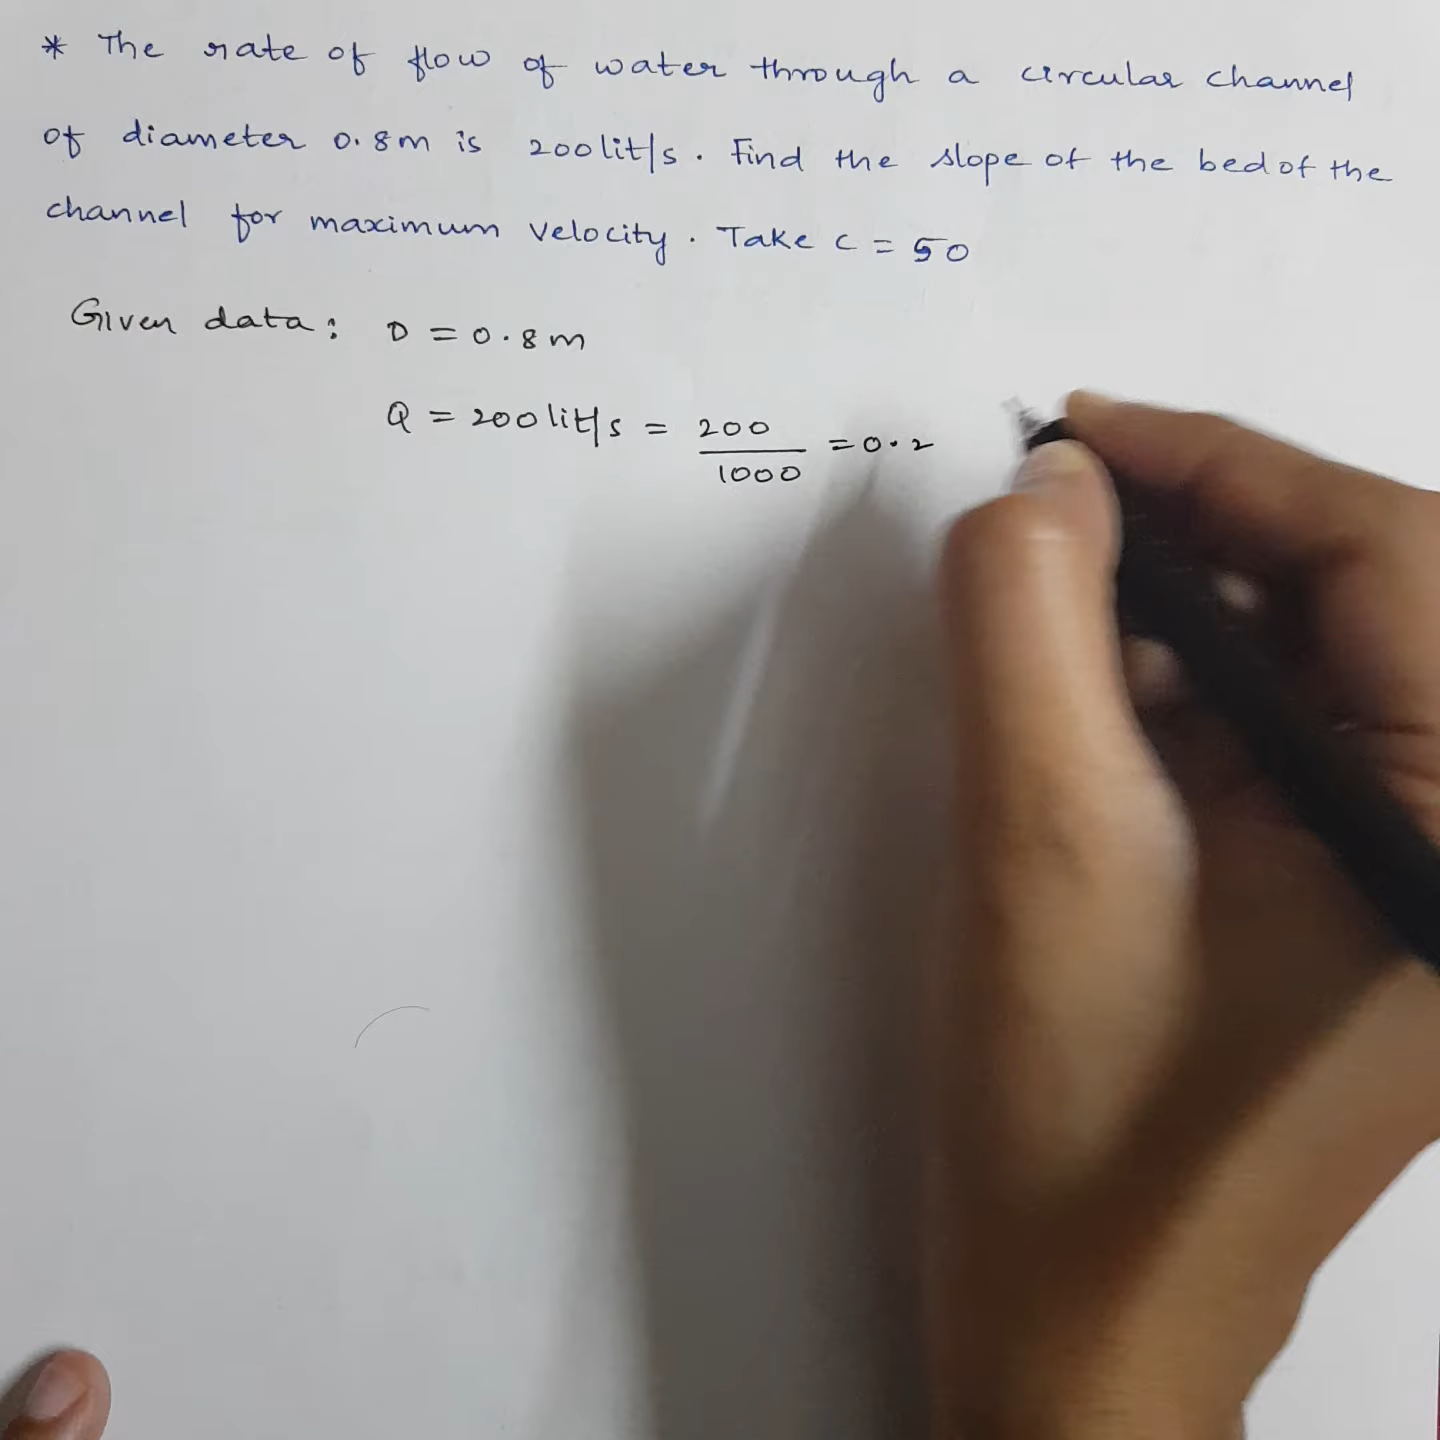 * The rate of flow of water through a circular channel
of diameter 0.8m is 200lit/s. Find the slope of the bed of the
channel for maximum velocity. Take c = 50
Given data: D = 0.8m
Q = 200lit/s = 200/1000 = 0.2